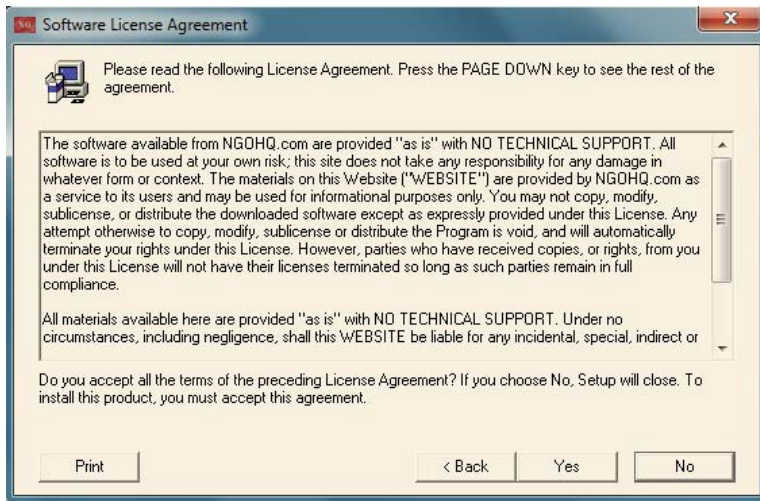 Software License Agreement
Please read the following License Agreement. Press the PAGE DOWN key to see the rest of the
agreement.
The software available from NGOHQ.com are provided "as is" with NO TECHNICAL SUPPORT. All
software is to be used at your own risk; this site does not take any responsibility for any damage in
whatever form or context. The materials on this Website ("WEBSITE") are provided by NGOHQ.com as
a service to its users and may be used for informational purposes only. You may not copy, modify,
sublicense, or distribute the downloaded software except as expressly provided under this License. Any
attempt otherwise to copy, modify, sublicense or distribute the Program is void, and will automatically
terminate your rights under this License. However, parties who have received copies, or rights, from you
under this License will not have their licenses terminated so long as such parties remain in full
compliance.
All materials available here are provided "as is" with NO TECHNICAL SUPPORT. Under no
circumstances, including negligence, shall this WEBSITE be liable for any incidental, special, indirect or
Do you accept all the terms of the preceding License Agreement? If you choose No, Setup will close. To
install this product, you must accept this agreement.
Print
< Back
Yes
No